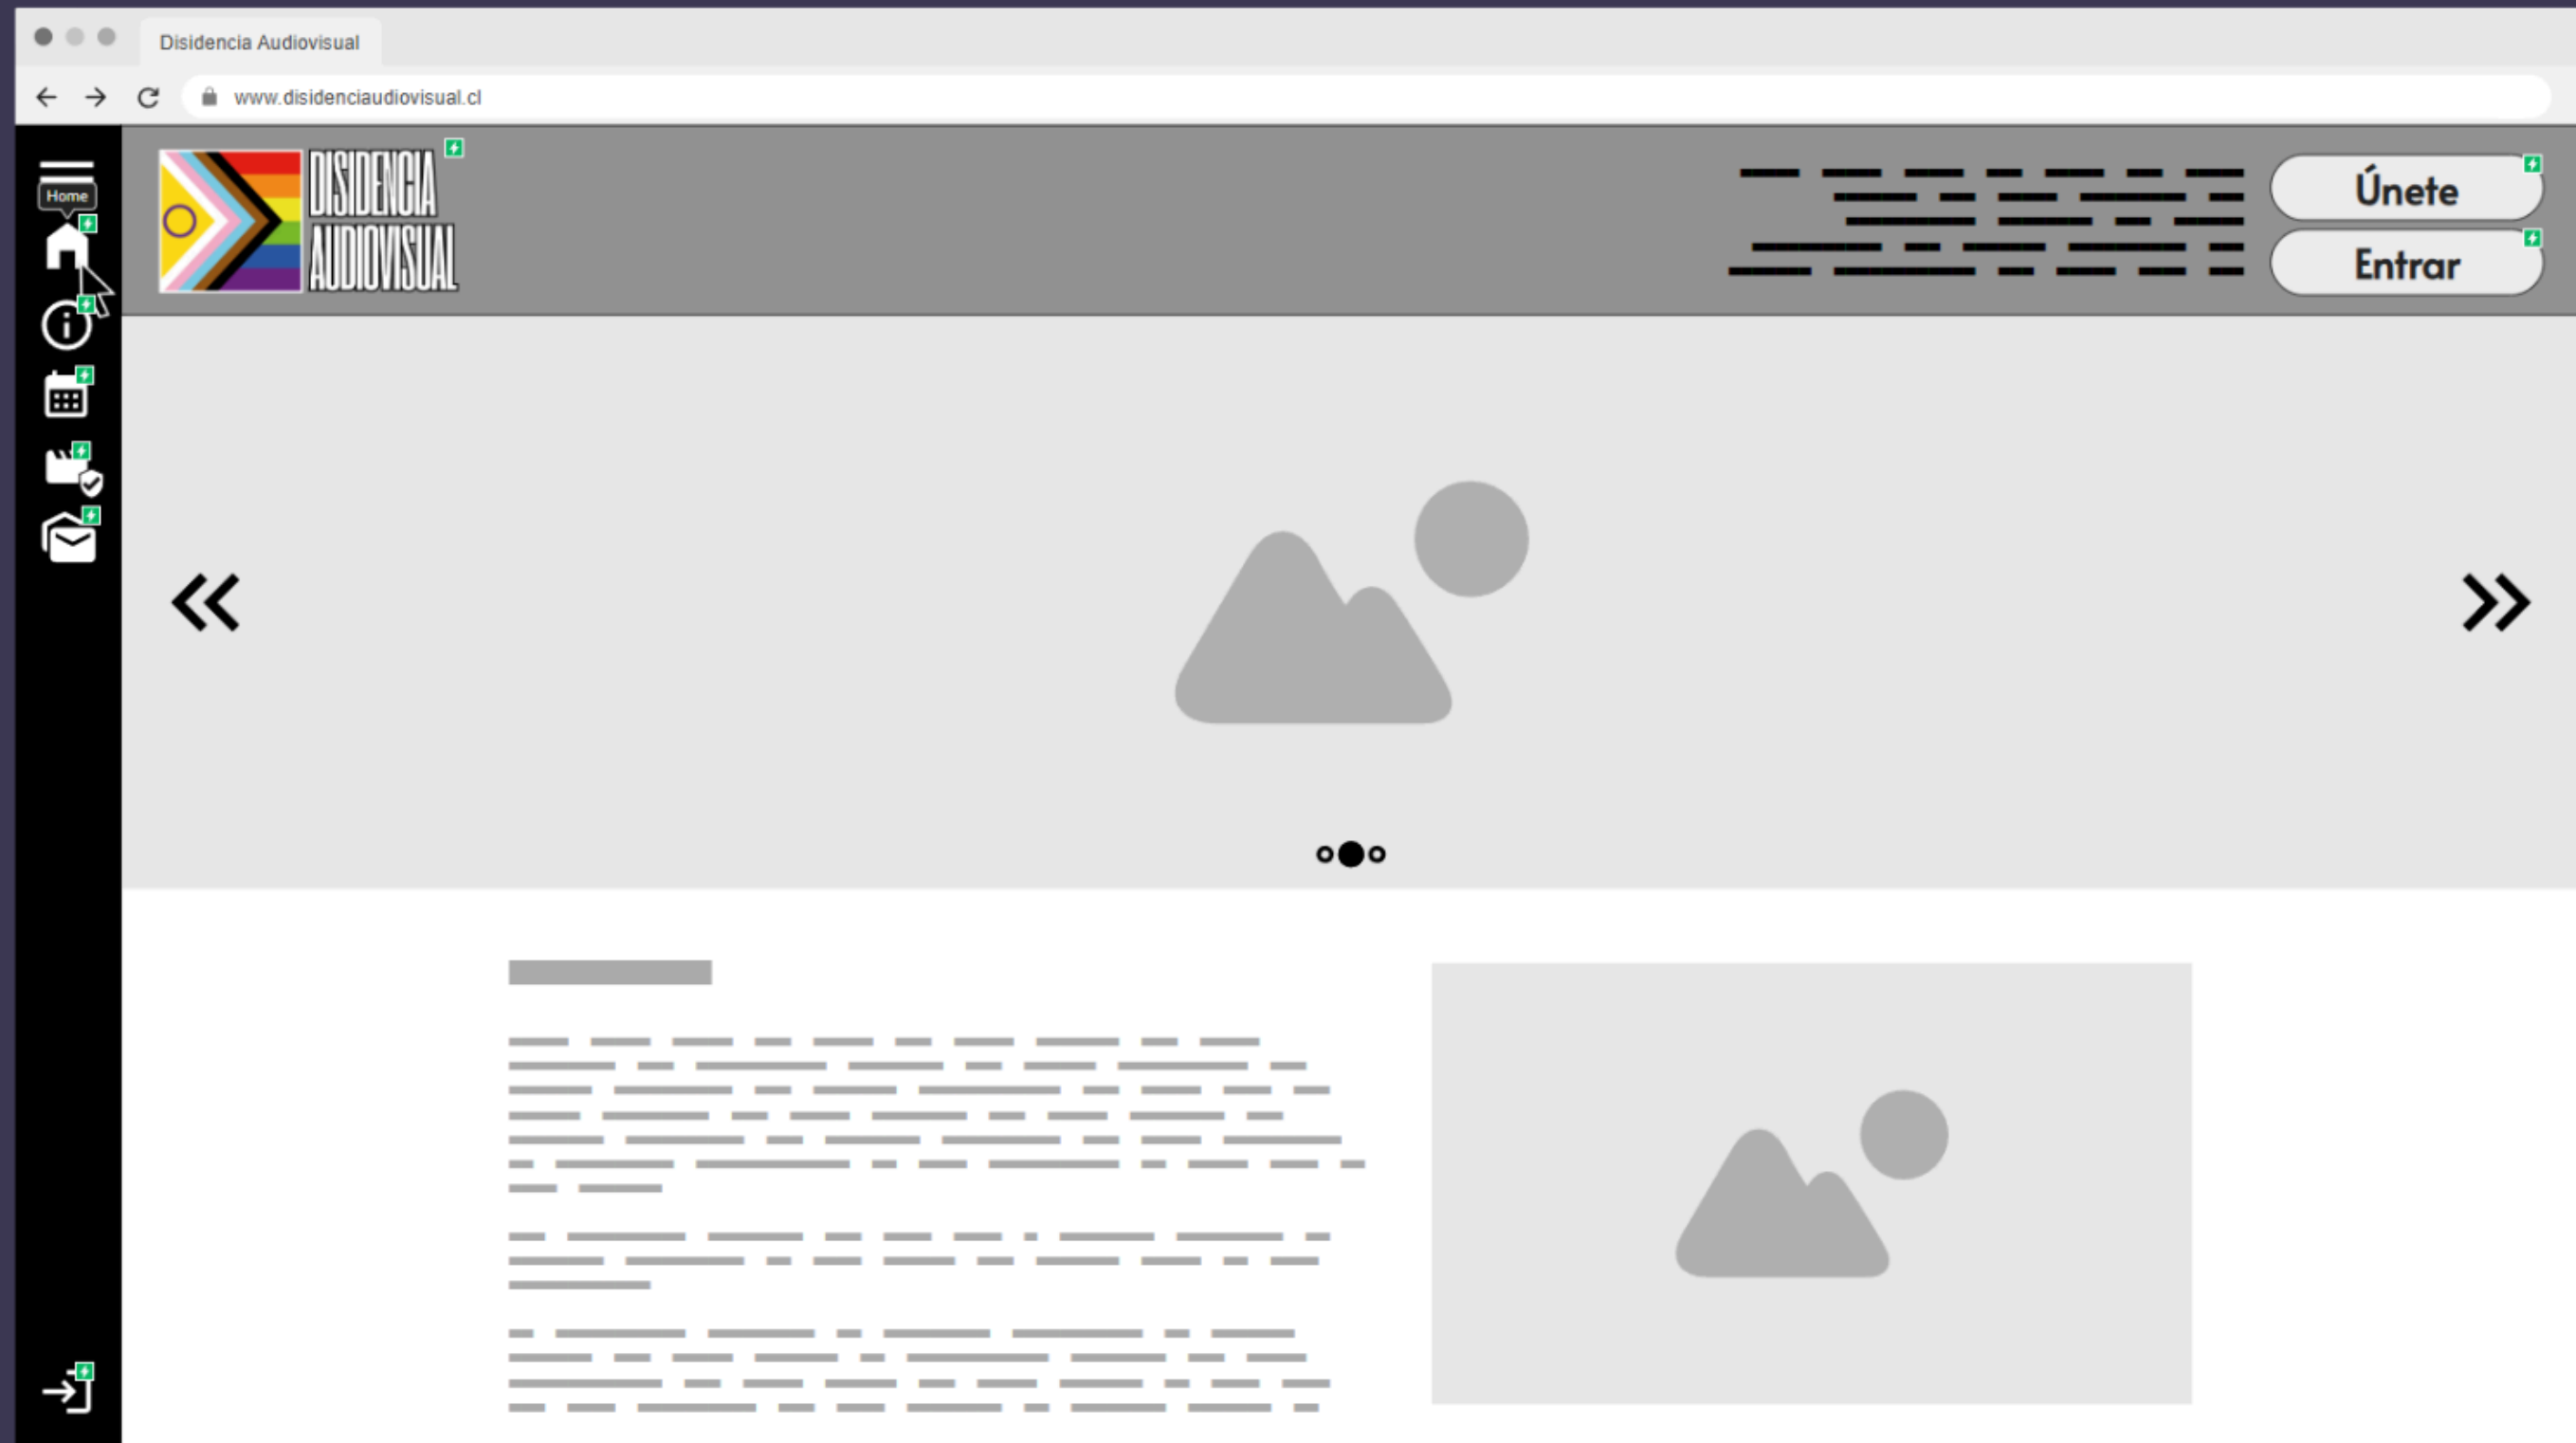 Disidencia Audiovisual
www.disidenciaudiovisual.cl
Home
DISIDENCIA
AUDIOVISUAL
Únete
Entrar